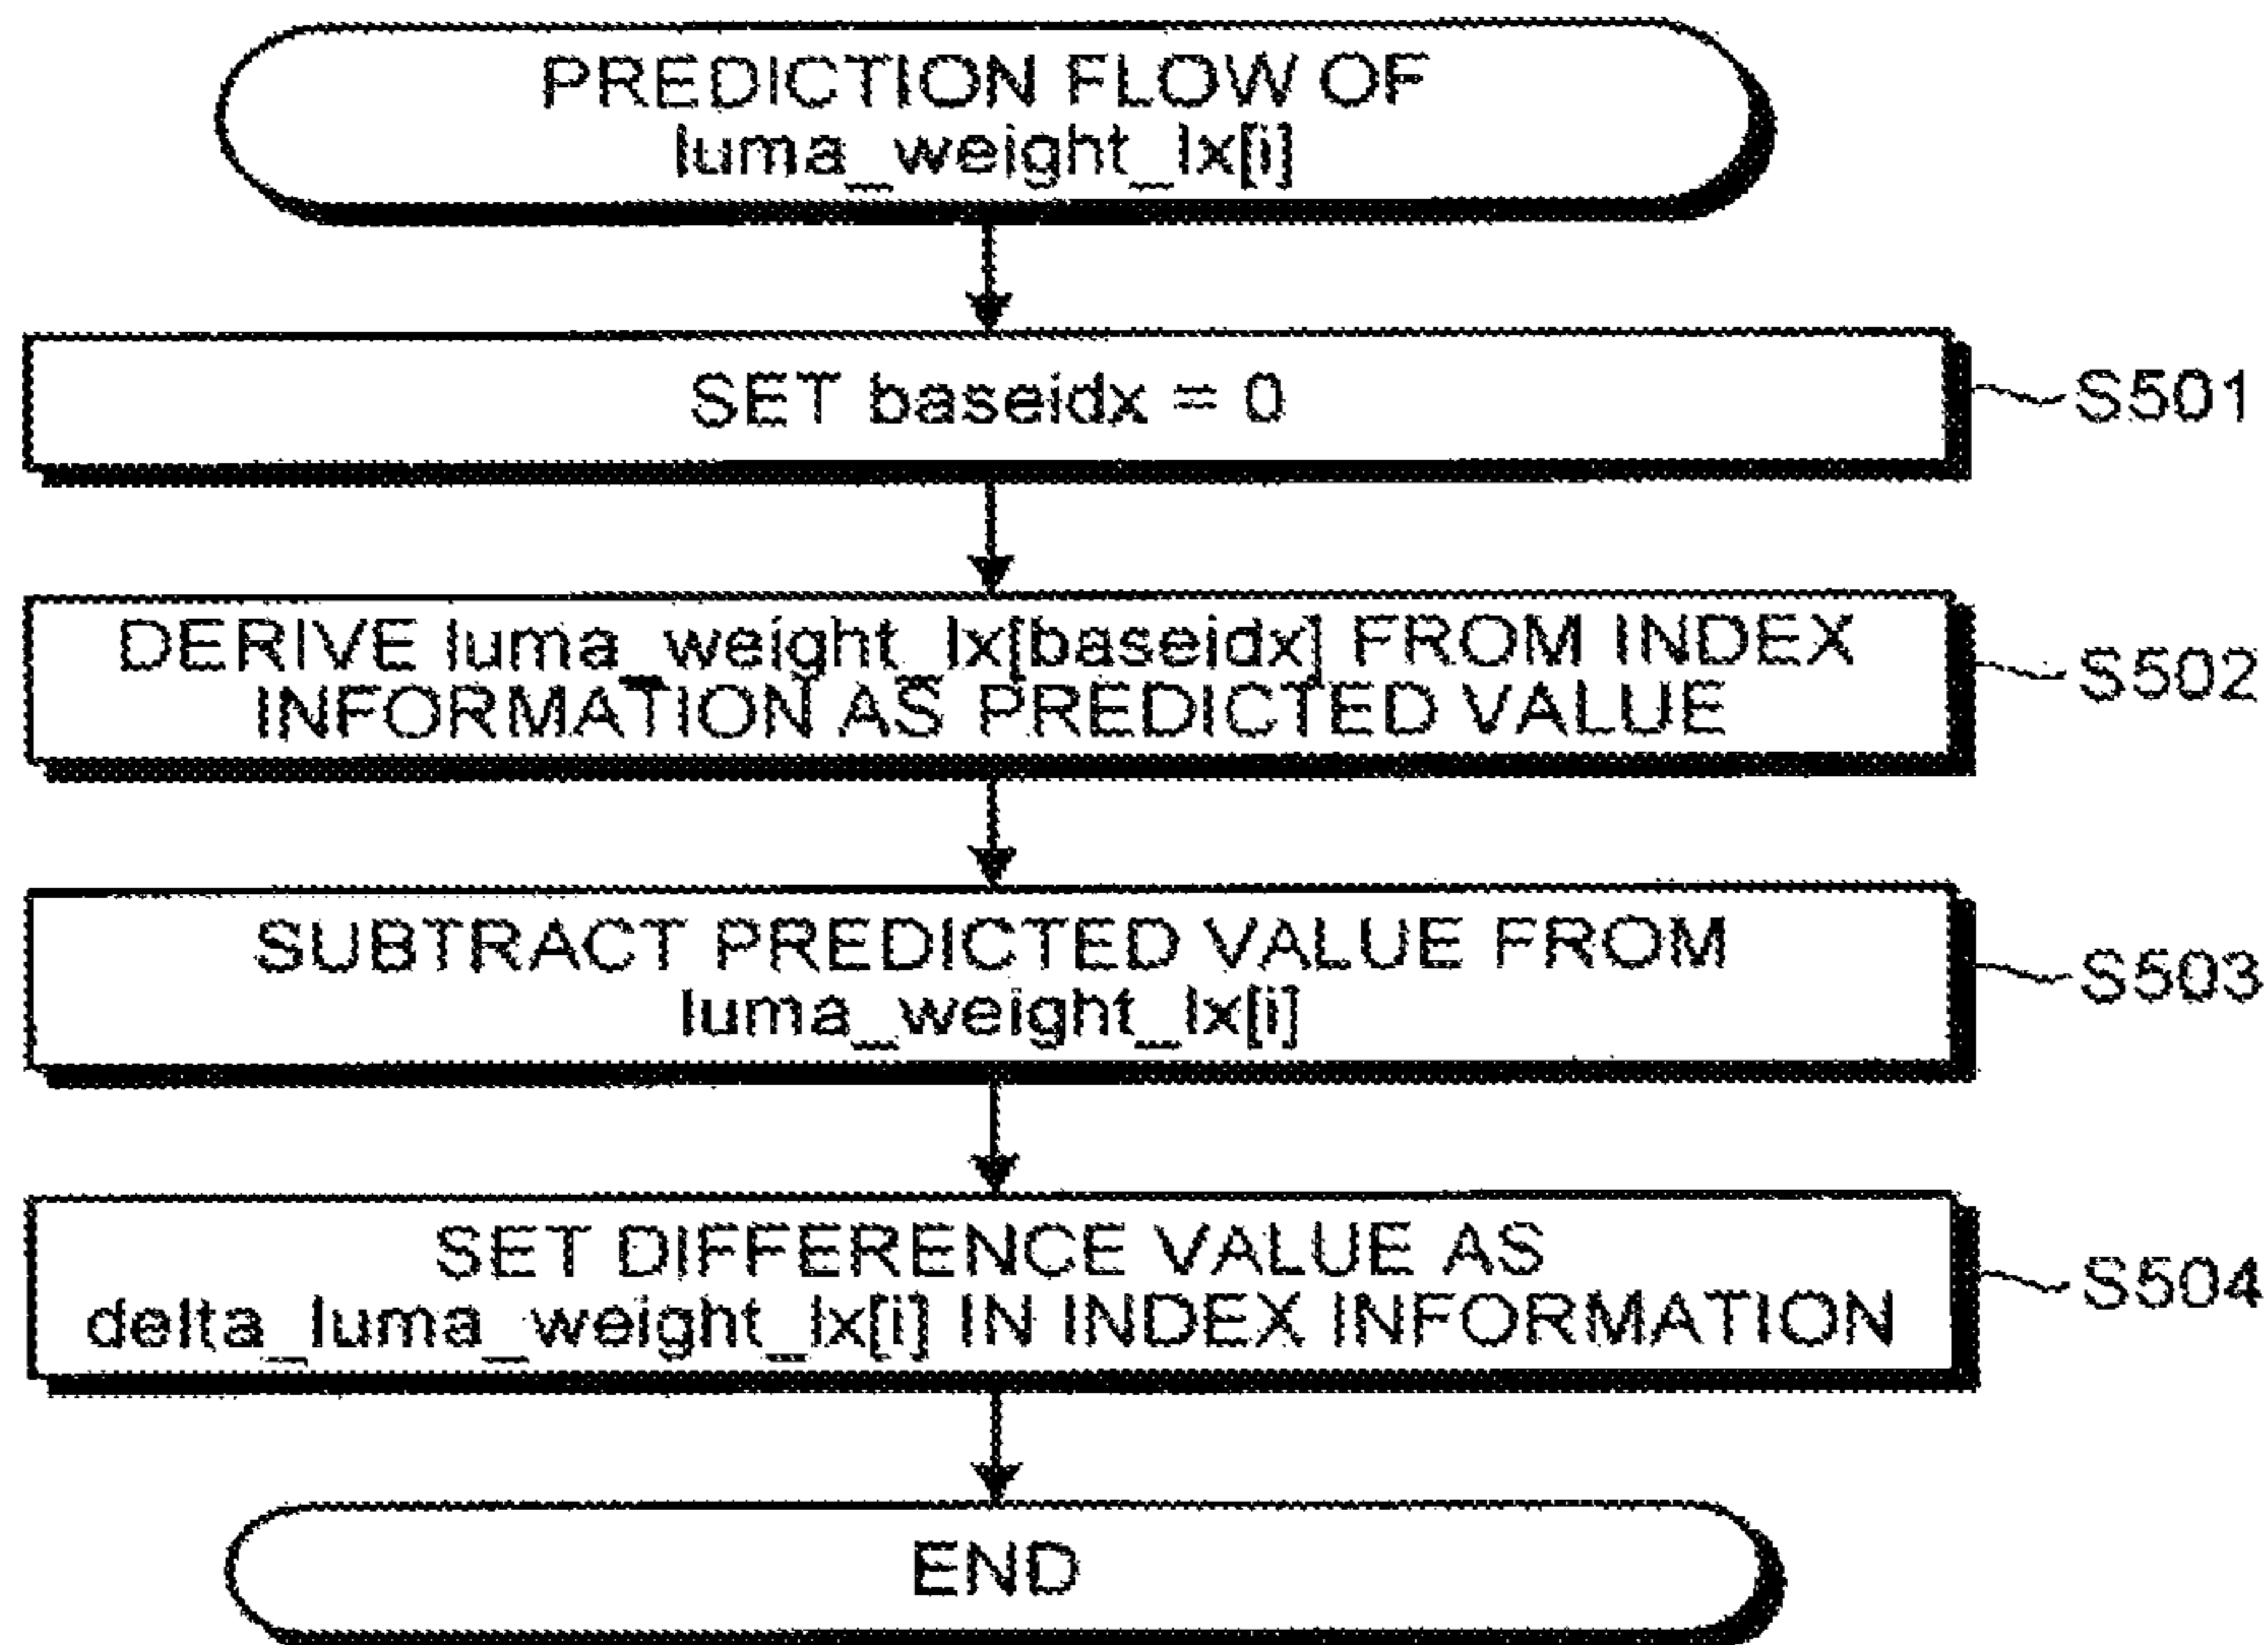 PREDICTION FLOW OF
luma_weight_lx[i]
SET baseidx = 0
S501
DERIVE luma_weight_lx[baseidx] FROM INDEX
INFORMATION AS PREDICTED VALUE
S502
SUBTRACT PREDICTED VALUE FROM
luma_weight_lx[i]
S503
SET DIFFERENCE VALUE AS
delta_luma_weight_lx[i] IN INDEX INFORMATION
S504
END